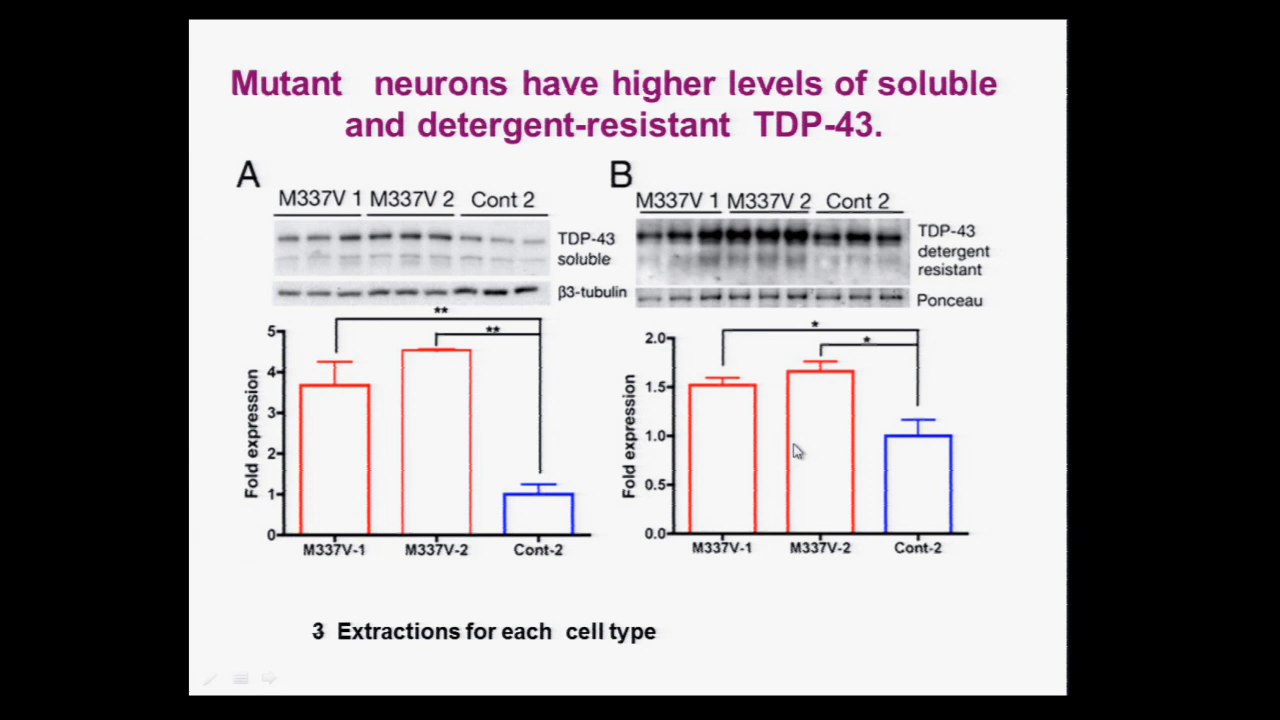 Mutant neurons have higher levels of soluble
and detergent-resistant TDP-43.
A
M337V 1 M337V 2 Cont 2
TDP-43
soluble
β3-tubulin
**
**
5
4
3
2
1
0
Fold expression
M337V-1 M337V-2 Cont-2
B
M337V 1 M337V 2 Cont 2
TDP-43
detergent
resistant
Ponceau
*
*
2.0
1.5
1.0
0.5
0.0
Fold expression
M337V-1 M337V-2 Cont-2
3 Extractions for each cell type